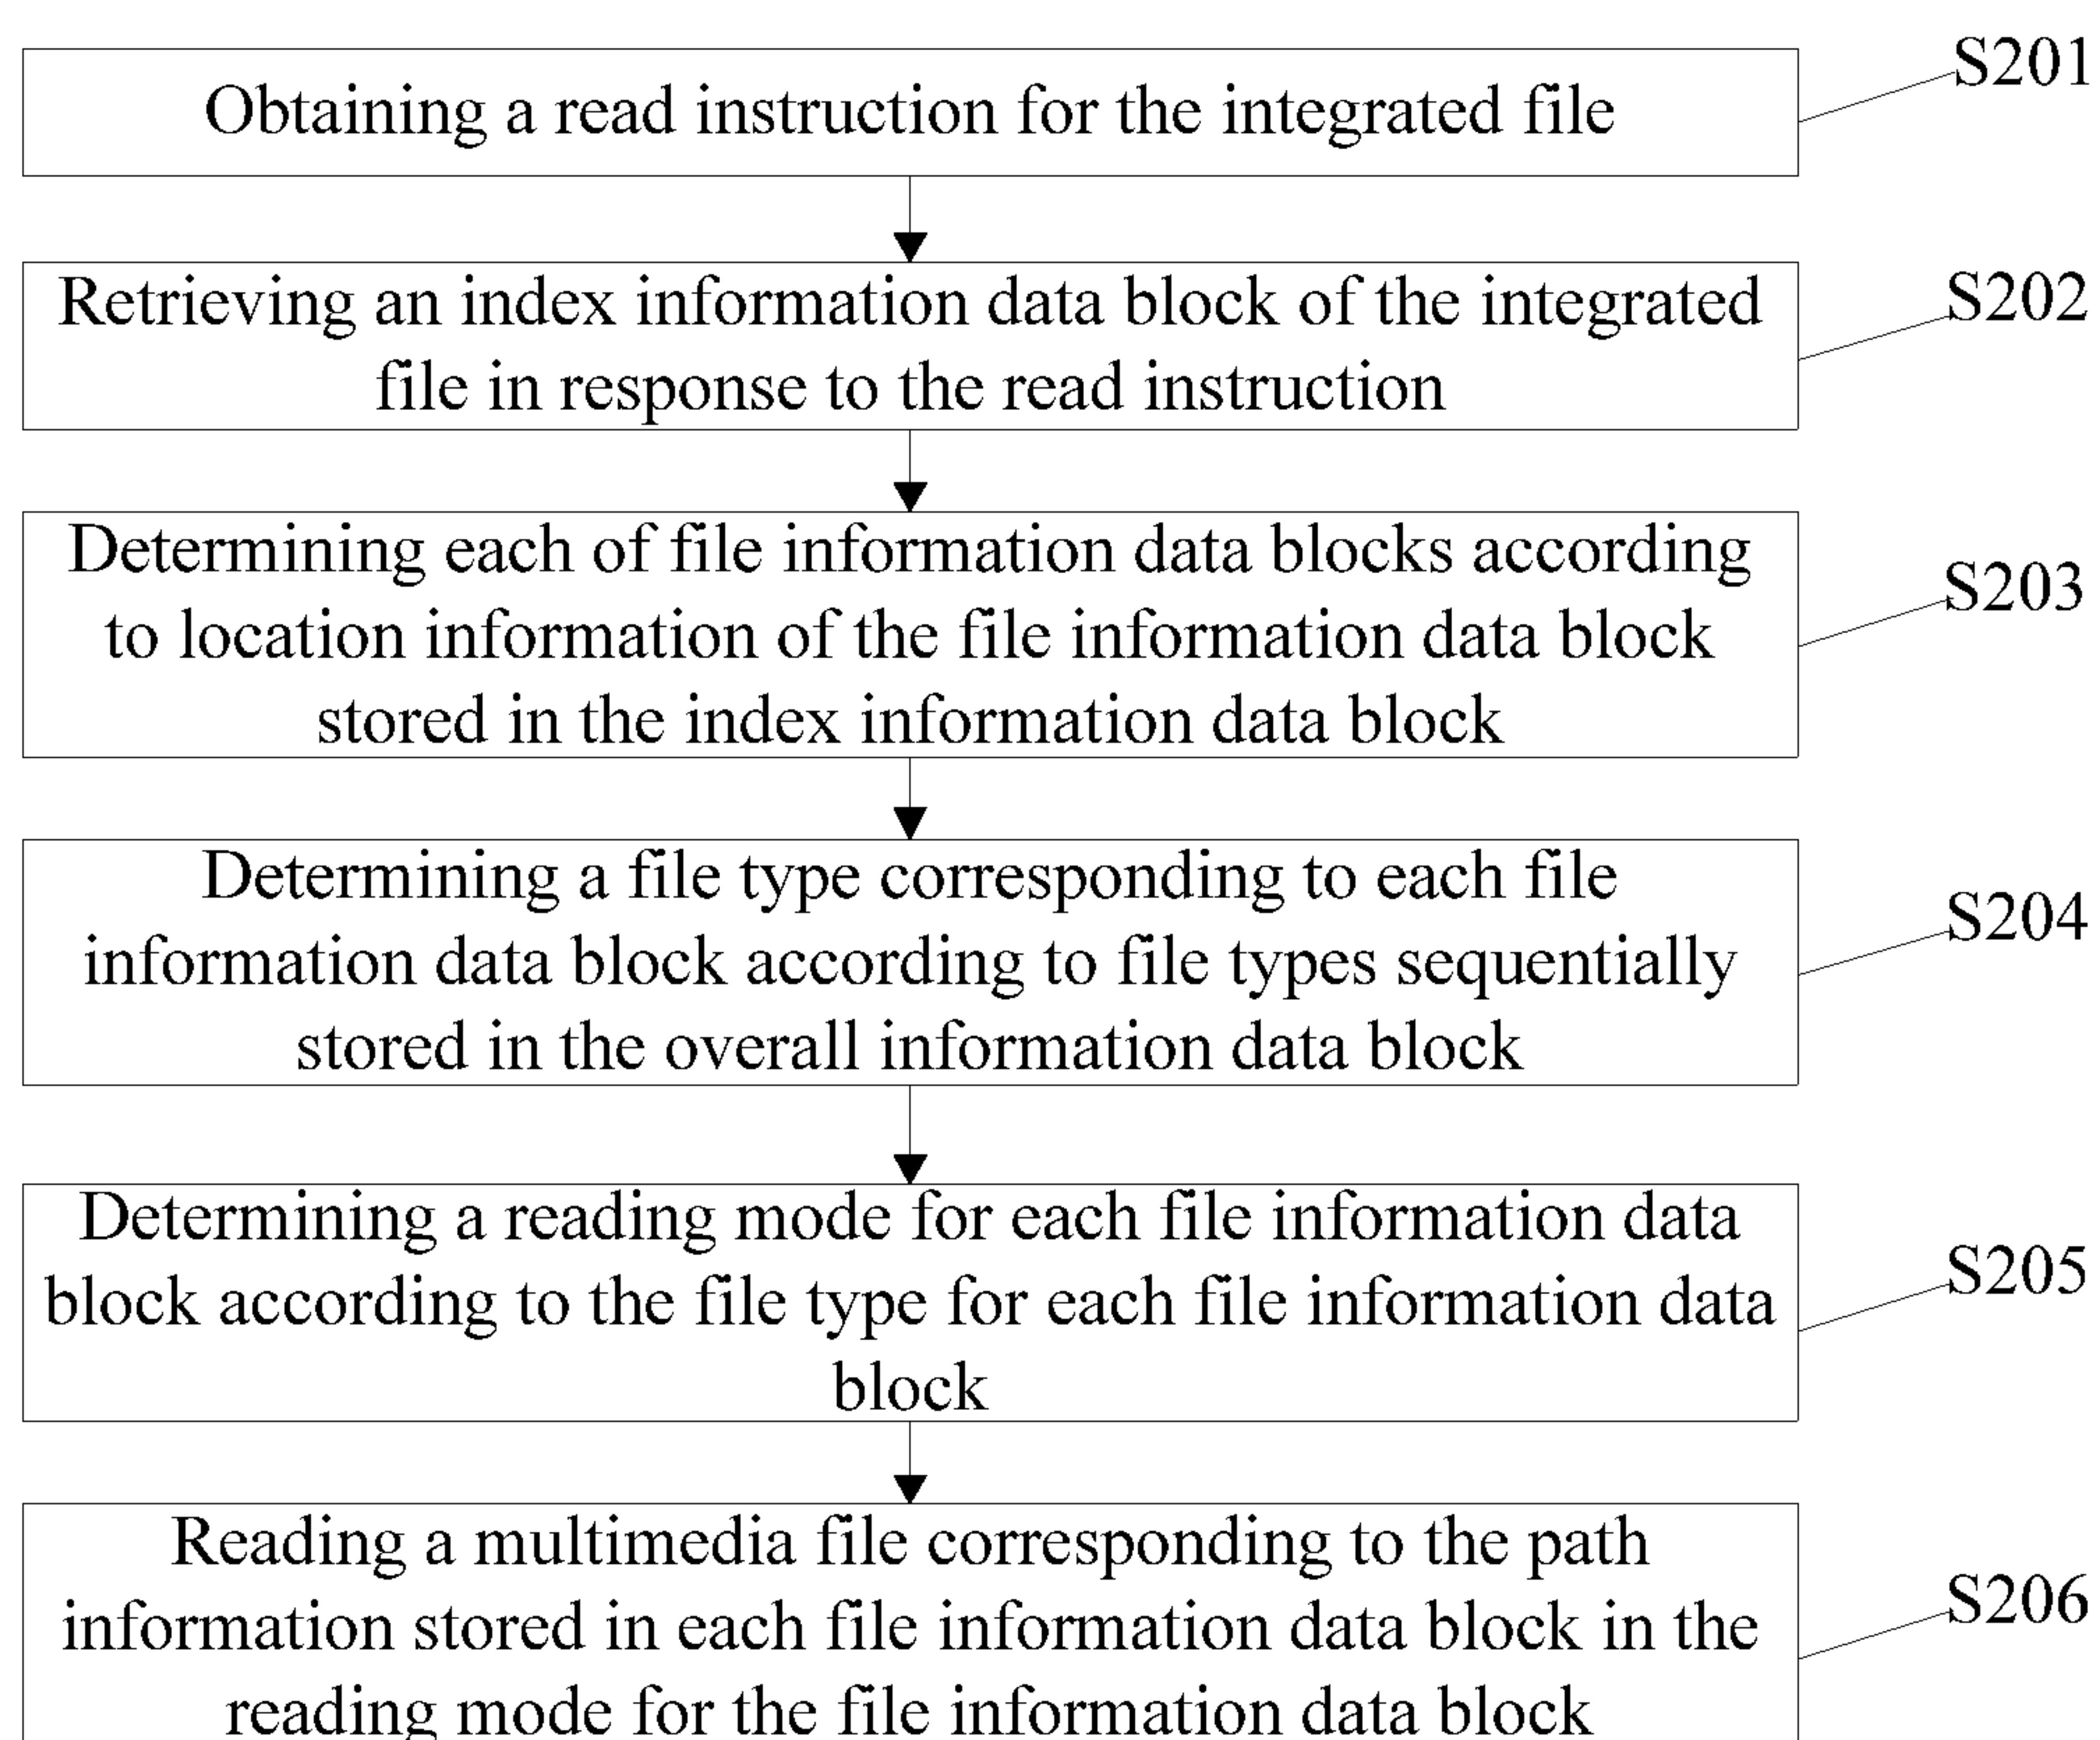 Obtaining a read instruction for the integrated file
S201
Retrieving an index information data block of the integrated
file in response to the read instruction
S202
Determining each of file information data blocks according
to location information of the file information data block
stored in the index information data block
S203
Determining a file type corresponding to each file
information data block according to file types sequentially
stored in the overall information data block
S204
Determining a reading mode for each file information data
block according to the file type for each file information data
block
S205
Reading a multimedia file corresponding to the path
information stored in each file information data block in the
reading mode for the file information data block
S206